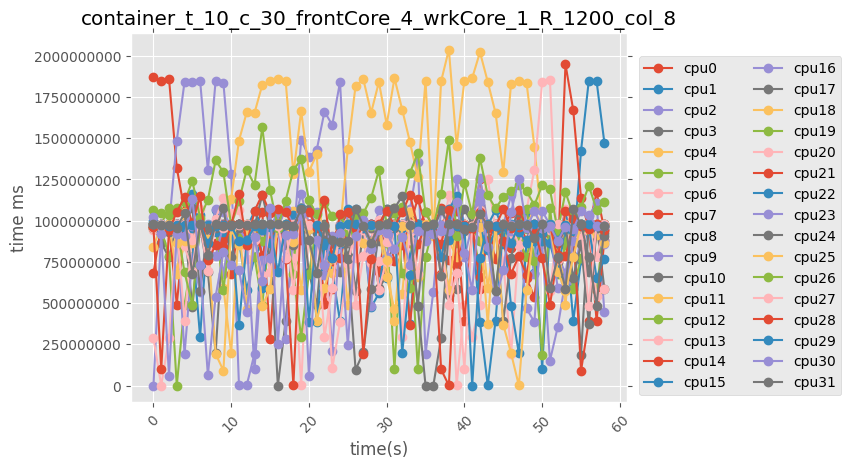 container_t_10_c_30_frontCore_4_wrkCore_1_R_1200_col_8
2000000000
1750000000
1500000000
1250000000
1000000000
750000000
500000000
250000000
0
time ms
0
10
20
30
40
50
60
time(s)
cpu0
cpu1
cpu2
cpu3
cpu4
cpu5
cpu6
cpu7
cpu8
cpu9
cpu10
cpu11
cpu12
cpu13
cpu14
cpu15
cpu16
cpu17
cpu18
cpu19
cpu20
cpu21
cpu22
cpu23
cpu24
cpu25
cpu26
cpu27
cpu28
cpu29
cpu30
cpu31